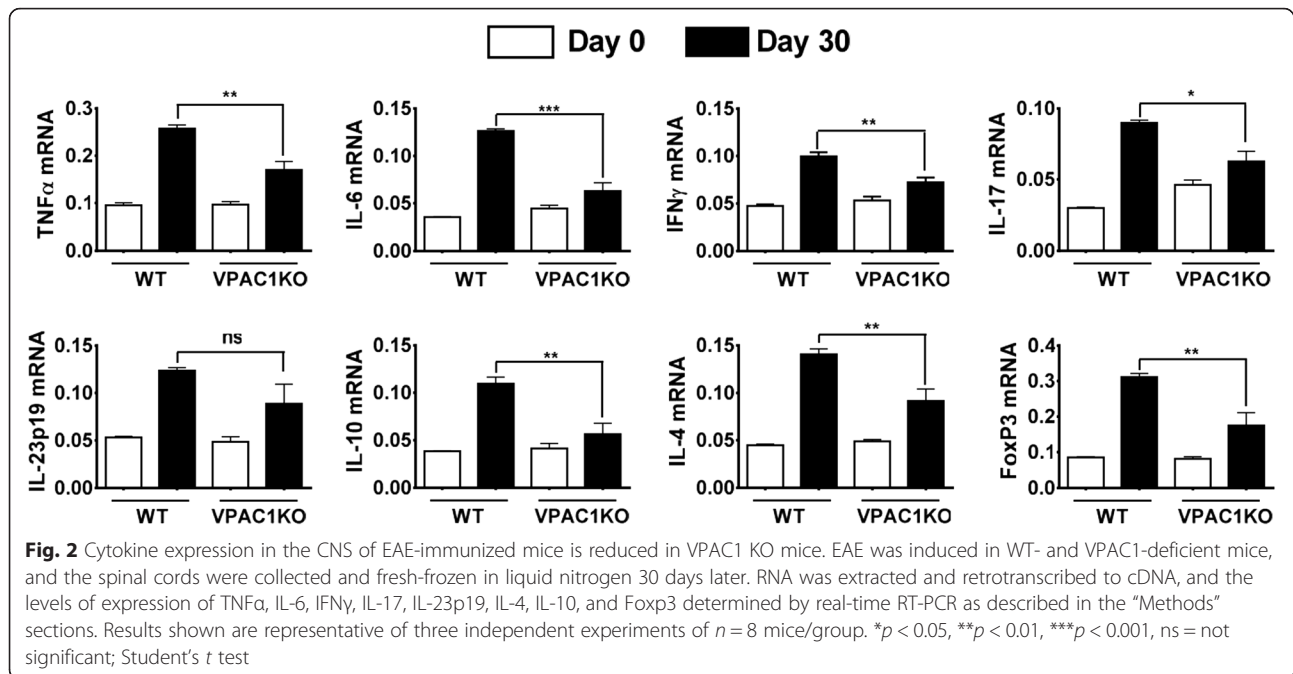 Day 0 Day 30
TNFα mRNA
0.3
0.2
0.1
0.0
**
WT VPAC1KO
IL-6 mRNA
0.15
0.10
0.05
0.00
***
WT VPAC1KO
IFNγ mRNA
0.15
0.10
0.05
0.00
**
WT VPAC1KO
IL-17 mRNA
0.10
0.05
0.00
*
WT VPAC1KO
IL-23p19 mRNA
0.15
0.10
0.05
0.00
ns
WT VPAC1KO
IL-10 mRNA
0.15
0.10
0.05
0.00
**
WT VPAC1KO
IL-4 mRNA
0.15
0.10
0.05
0.00
**
WT VPAC1KO
FoxP3 mRNA
0.4
0.3
0.2
0.1
0.0
**
WT VPAC1KO
Fig. 2 Cytokine expression in the CNS of EAE-immunized mice is reduced in VPAC1 KO mice. EAE was induced in WT- and VPAC1-deficient mice,
and the spinal cords were collected and fresh-frozen in liquid nitrogen 30 days later. RNA was extracted and retrotranscribed to cDNA, and the
levels of expression of TNFα, IL-6, IFNγ, IL-17, IL-23p19, IL-4, IL-10, and Foxp3 determined by real-time RT-PCR as described in the “Methods”
sections. Results shown are representative of three independent experiments of n = 8 mice/group. *p < 0.05, **p < 0.01, ***p < 0.001, ns = not
significant; Student’s t test